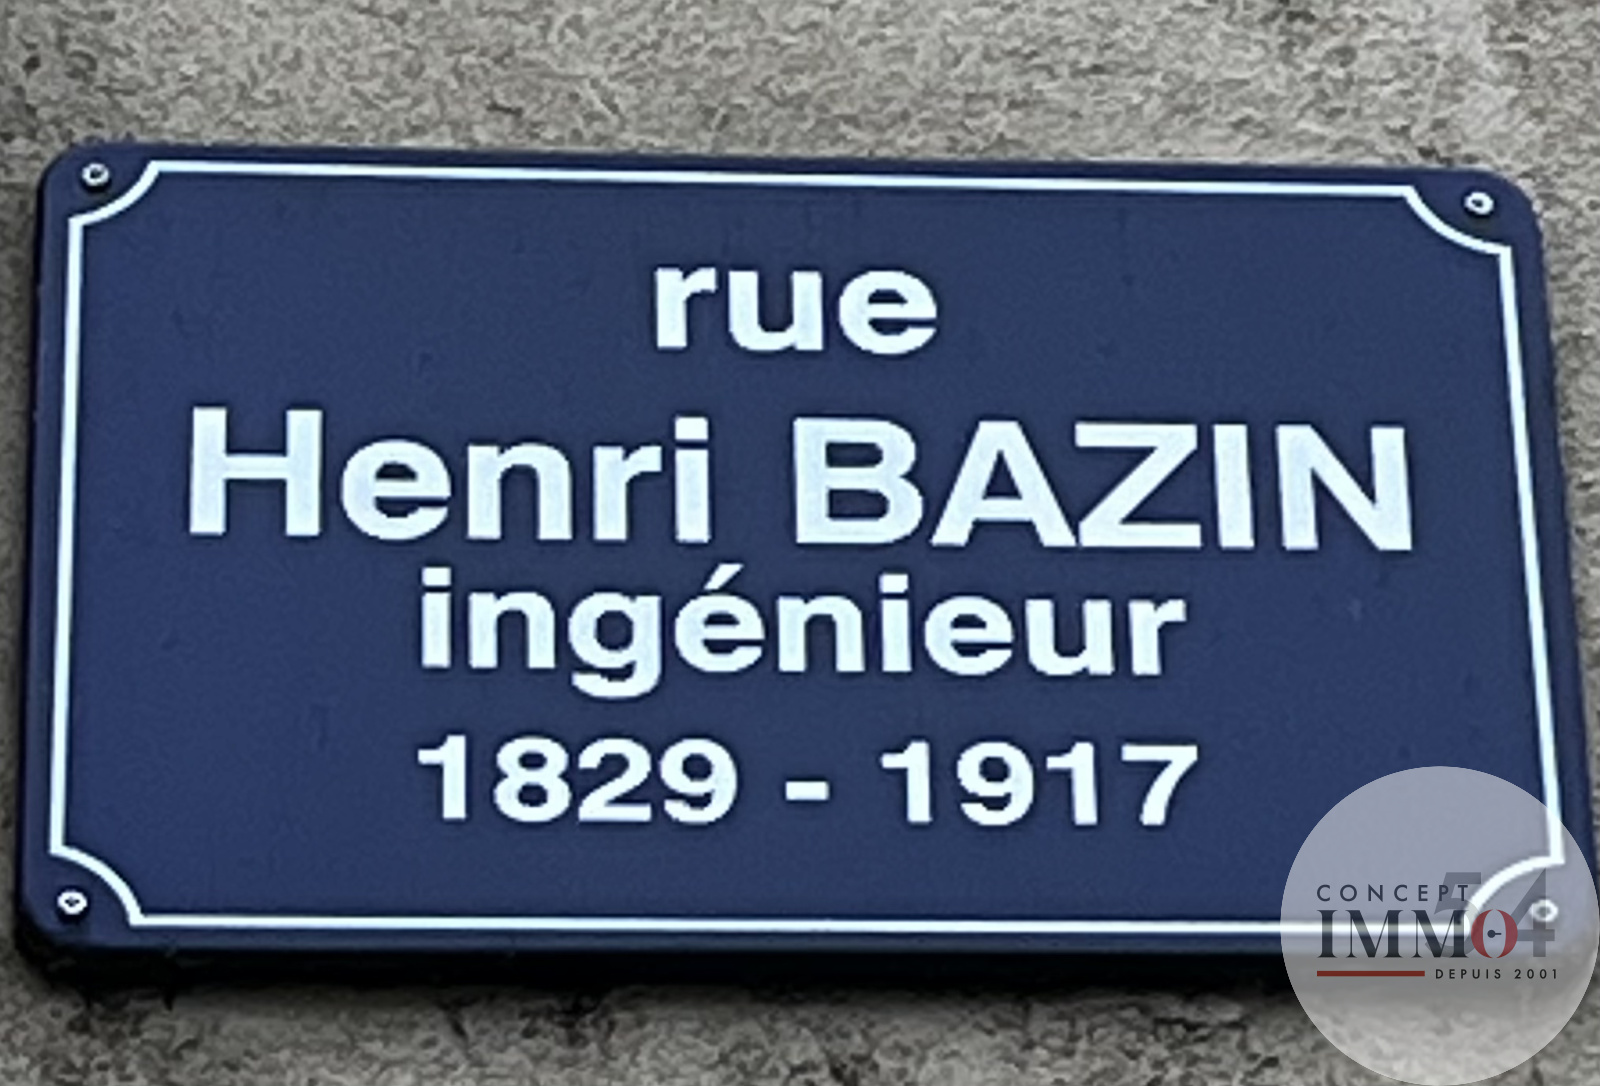 rue
Henri BAZIN
ingénieur
1829 - 1917
CONCEPT
IMMO54
DEPUIS 2001